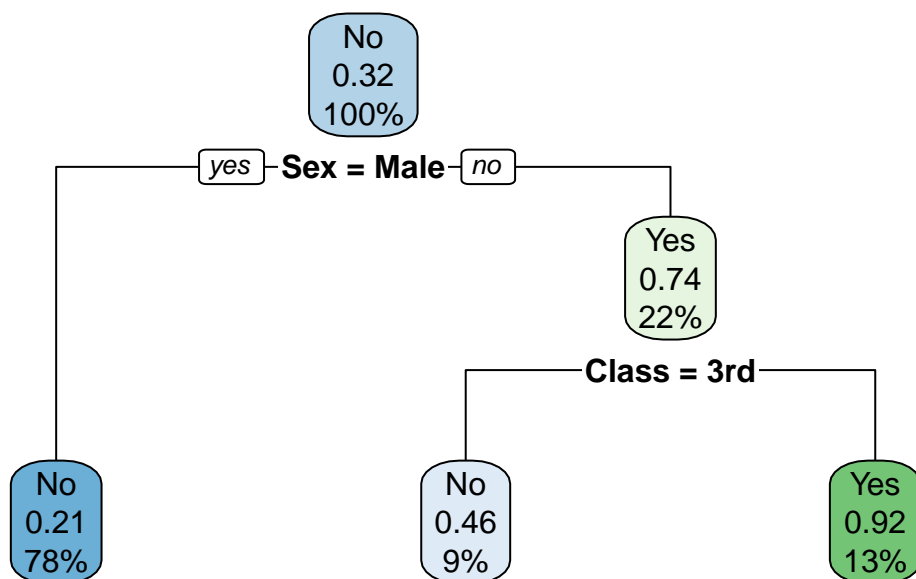 No
0.32
100%
yes Sex = Male no
Yes
0.74
22%
Class = 3rd
No
0.21
78%
No
0.46
9%
Yes
0.92
13%